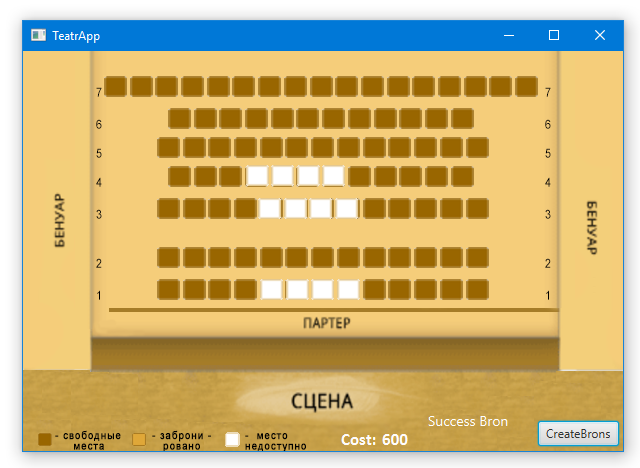 TeatrApp
7 7
6 6
5 5
4 4
3 3
БЕНУАР
БЕНУАР
2 2
1 1
ПАРТЕР
СЦЕНА
Success Bron
- свободные места
- заброни - ровано
- место недоступно
Cost: 600
CreateBrons